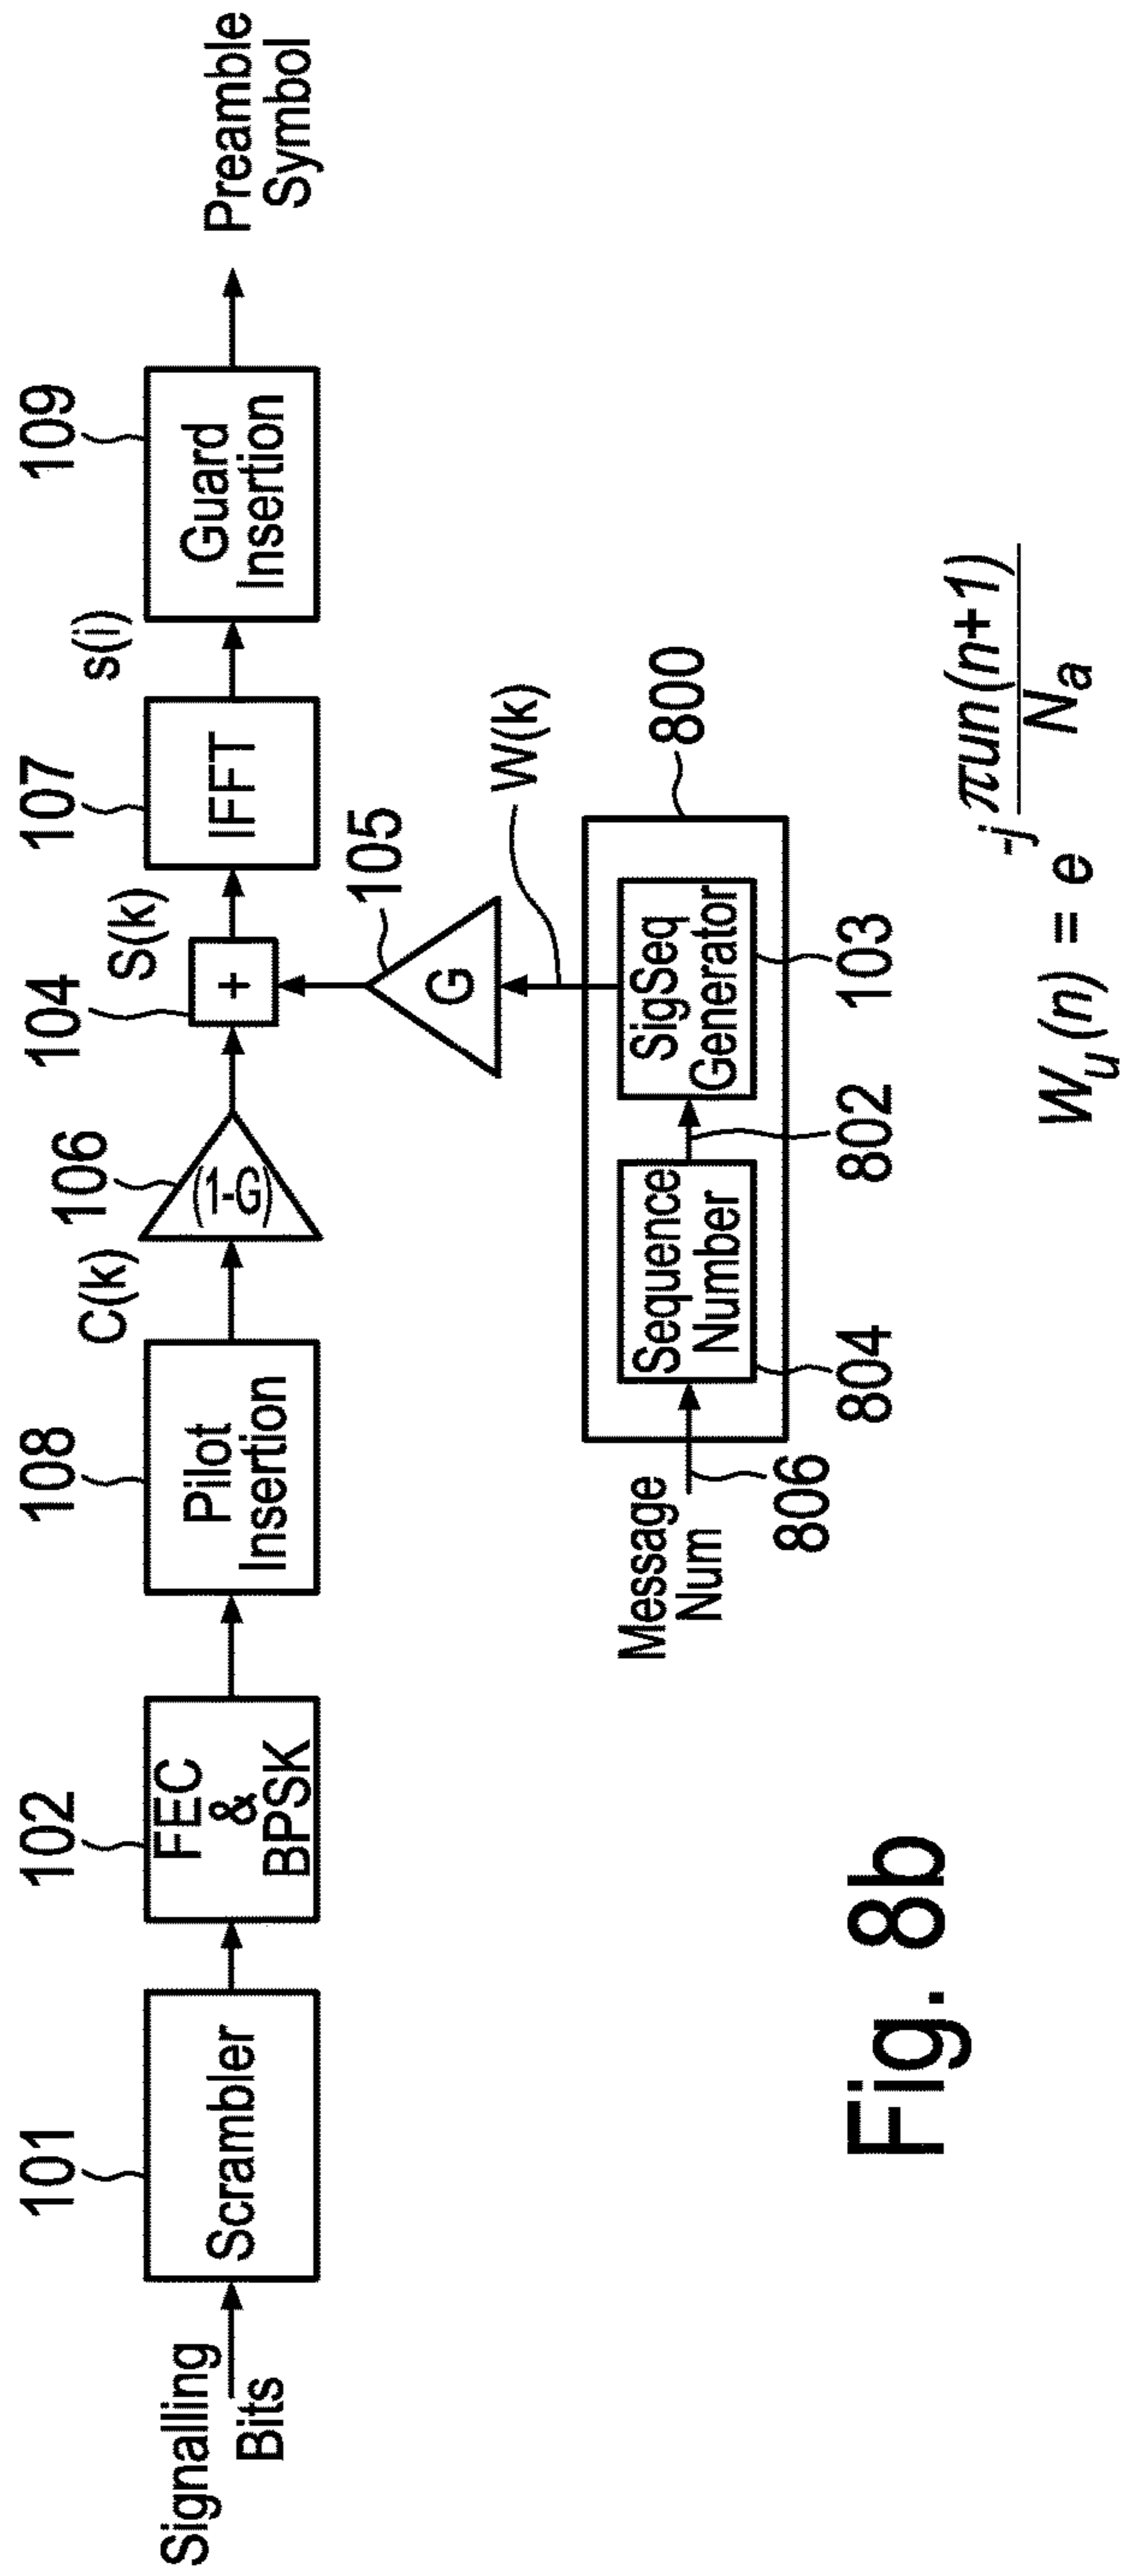 101
102
108
106
104
107
109
C(k)
S(k)
s(i)
Signalling
Bits
Scrambler
FEC
&
BPSK
Pilot
Insertion
(1-G)
+
IFFT
Guard
Insertion
Preamble
Symbol
105
G
W(k)
800
Message
Num
806
Sequence
Number
SigSeq
Generator
804
802
103
Fig. 8b
W_u(n) = e^{-j \frac{πun(n+1)}{N_a}}